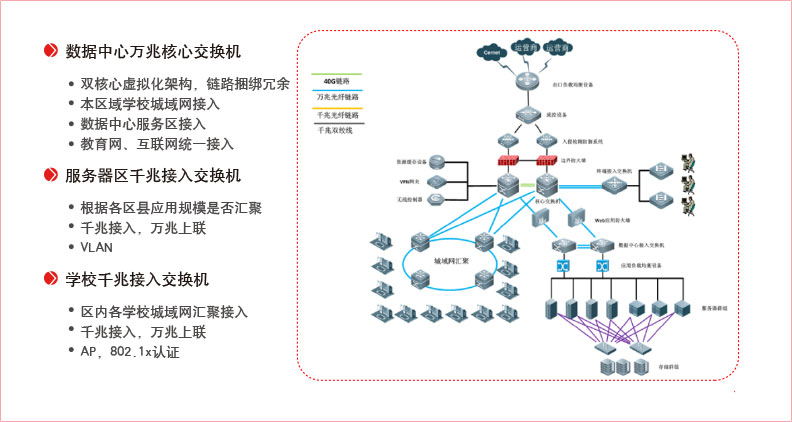 数据中心万兆核心交换机
双核心虚拟化架构，链路捆绑冗余
本区域学校城域网接入
数据中心服务区接入
教育网、互联网统一接入
服务器区千兆接入交换机
根据各区县应用规模是否汇聚
千兆接入，万兆上联
VLAN
学校千兆接入交换机
区内各学校城域网汇聚接入
千兆接入，万兆上联
AP，802.1x认证
40G链路
万兆光纤链路
千兆光纤链路
千兆双绞线
Cernet
运营商
运营商
出口负载均衡设备
流控设备
入侵检测防御系统
边界防火墙
资源缓存设备
VPN网关
无线控制器
核心交换机
终端接入交换机
Web应用防火墙
城域网汇聚
数据中心接入交换机
应用负载均衡设备
服务器群组
存储群组